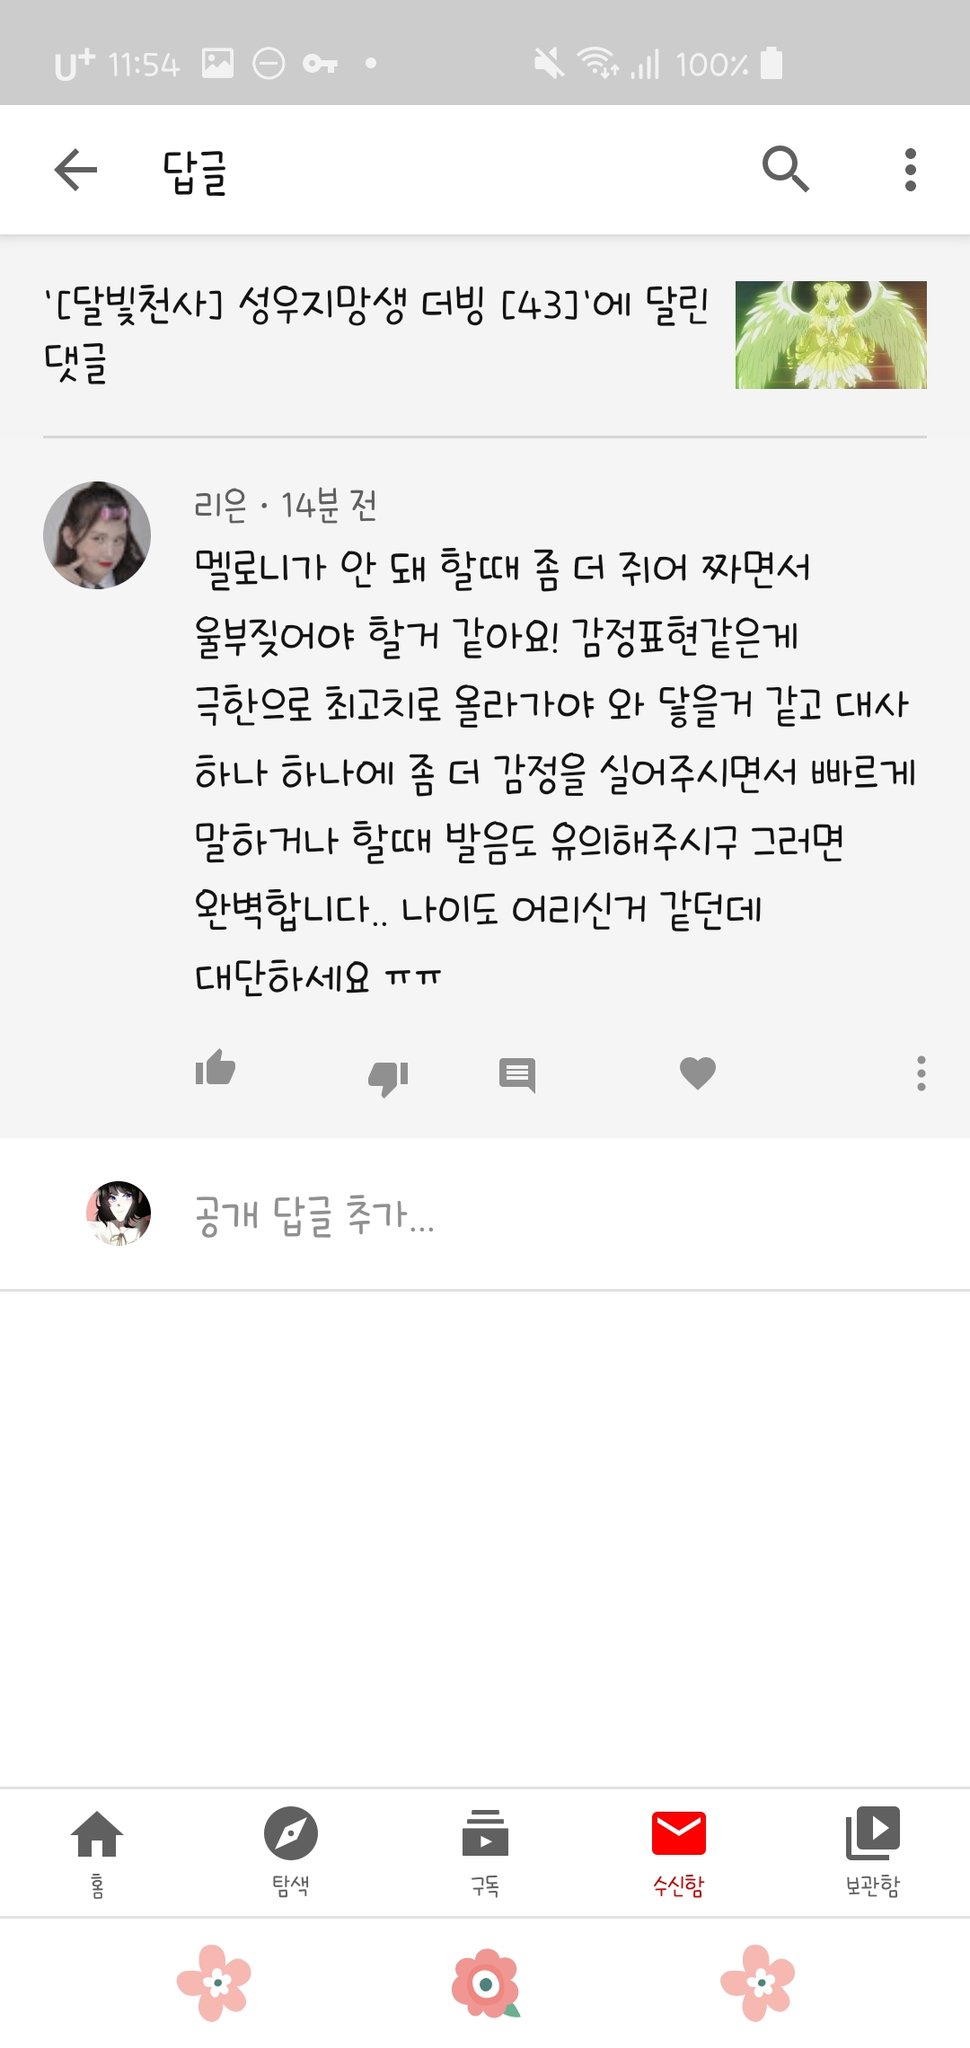 U+ 11:54 100%
답글
'[달빛천사] 성우지망생 더빙 [43]'에 달린
댓글
리은 · 14분 전
멜로니가 안 돼 할때 좀 더 쥐어 짜면서
울부짖어야 할거 같아요! 감정표현같은게
극한으로 최고치로 올라가야 와 닿을거 같고 대사
하나 하나에 좀 더 감정을 실어주시면서 빠르게
말하거나 할때 발음도 유의해주시구 그러면
완벽합니다.. 나이도 어리신거 같던데
대단하세요 ㅠㅠ
공개 답글 추가...
홈 탐색 구독 수신함 보관함